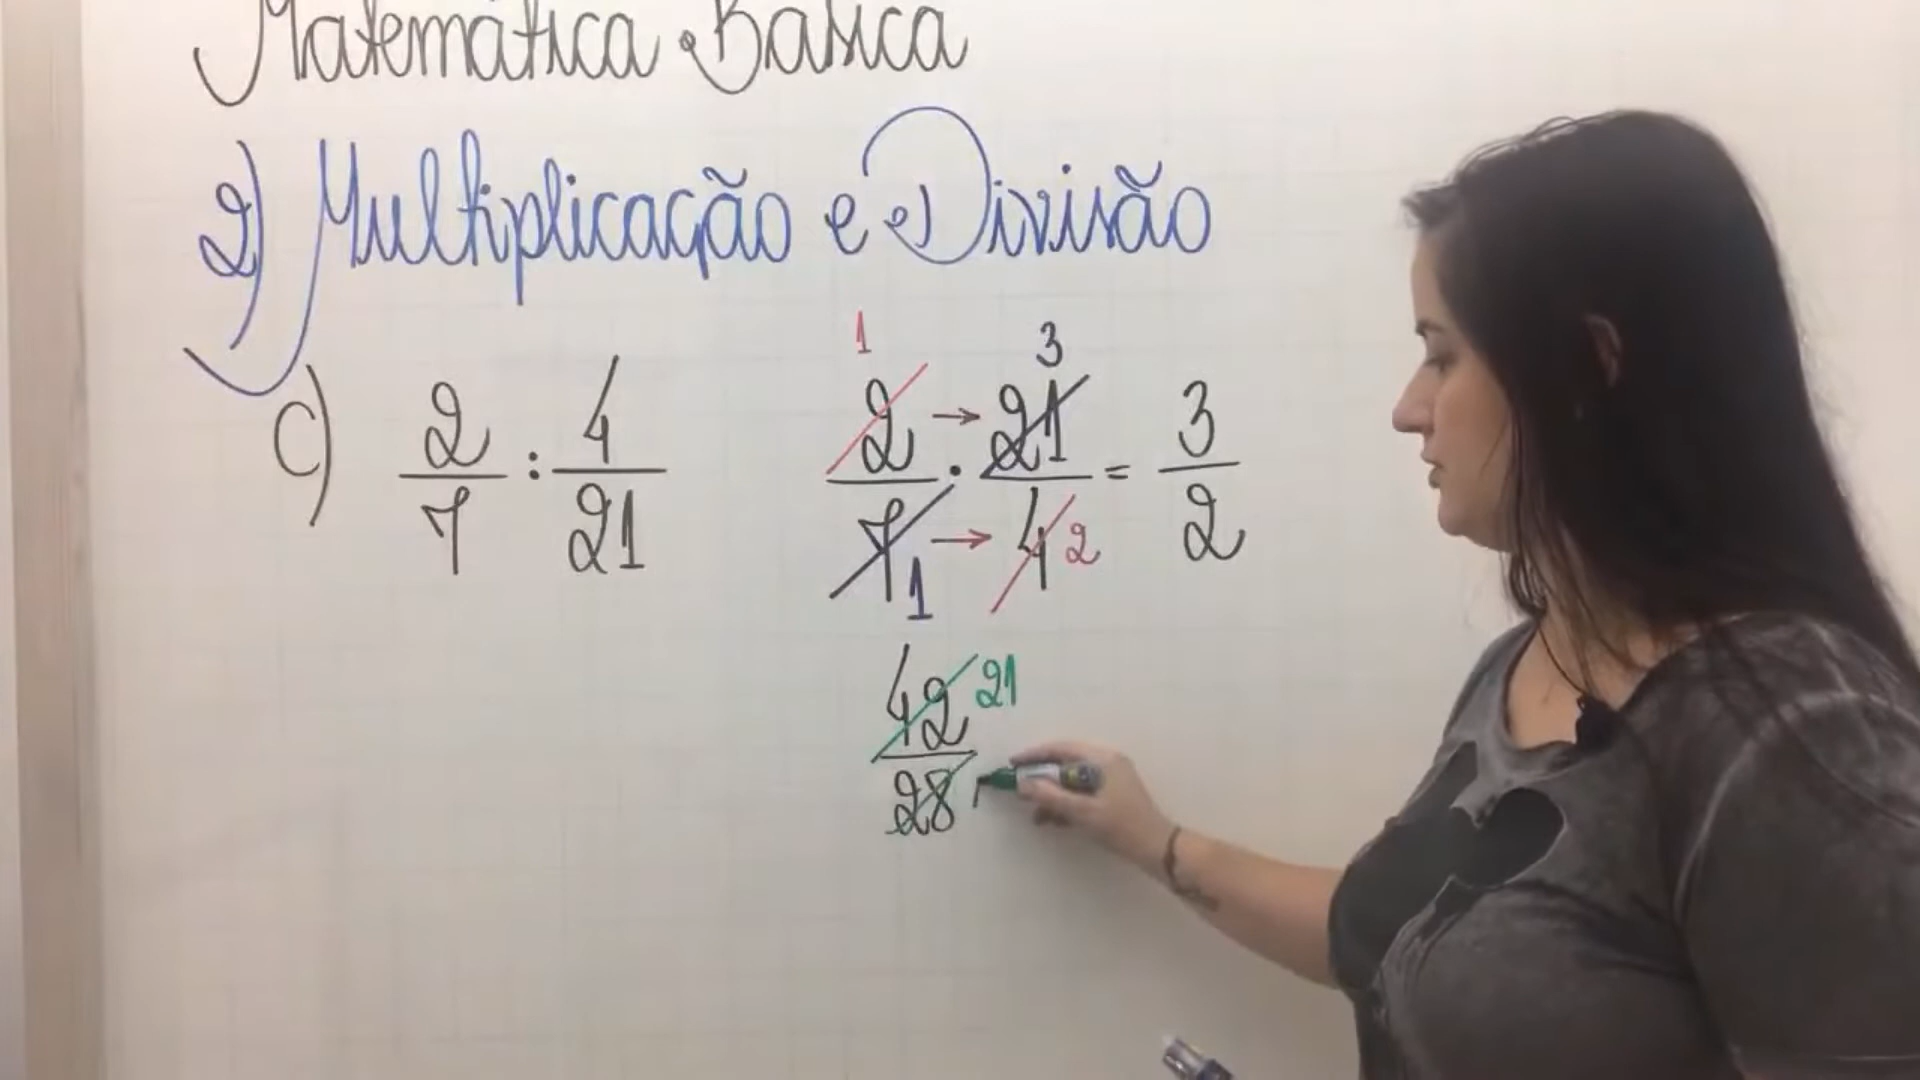 Matemática Básica
2) Multiplicação e Divisão
c) 2/7 : 4/21   2/7 · 21/4 = 3/2
1 3
1 2
42/28 21